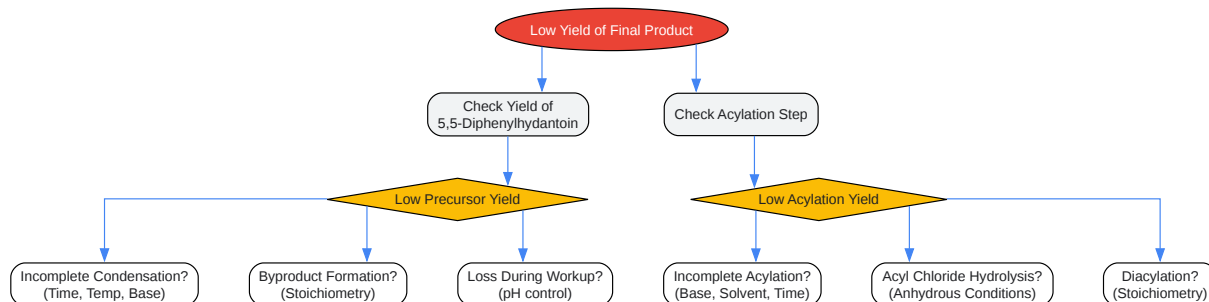 Low Yield of Final Product
Check Yield of
5,5-Diphenylhydantoin
Check Acylation Step
Low Precursor Yield
Low Acylation Yield
Incomplete Condensation?
(Time, Temp, Base)
Byproduct Formation?
(Stoichiometry)
Loss During Workup?
(pH control)
Incomplete Acylation?
(Base, Solvent, Time)
Acyl Chloride Hydrolysis?
(Anhydrous Conditions)
Diacylation?
(Stoichiometry)